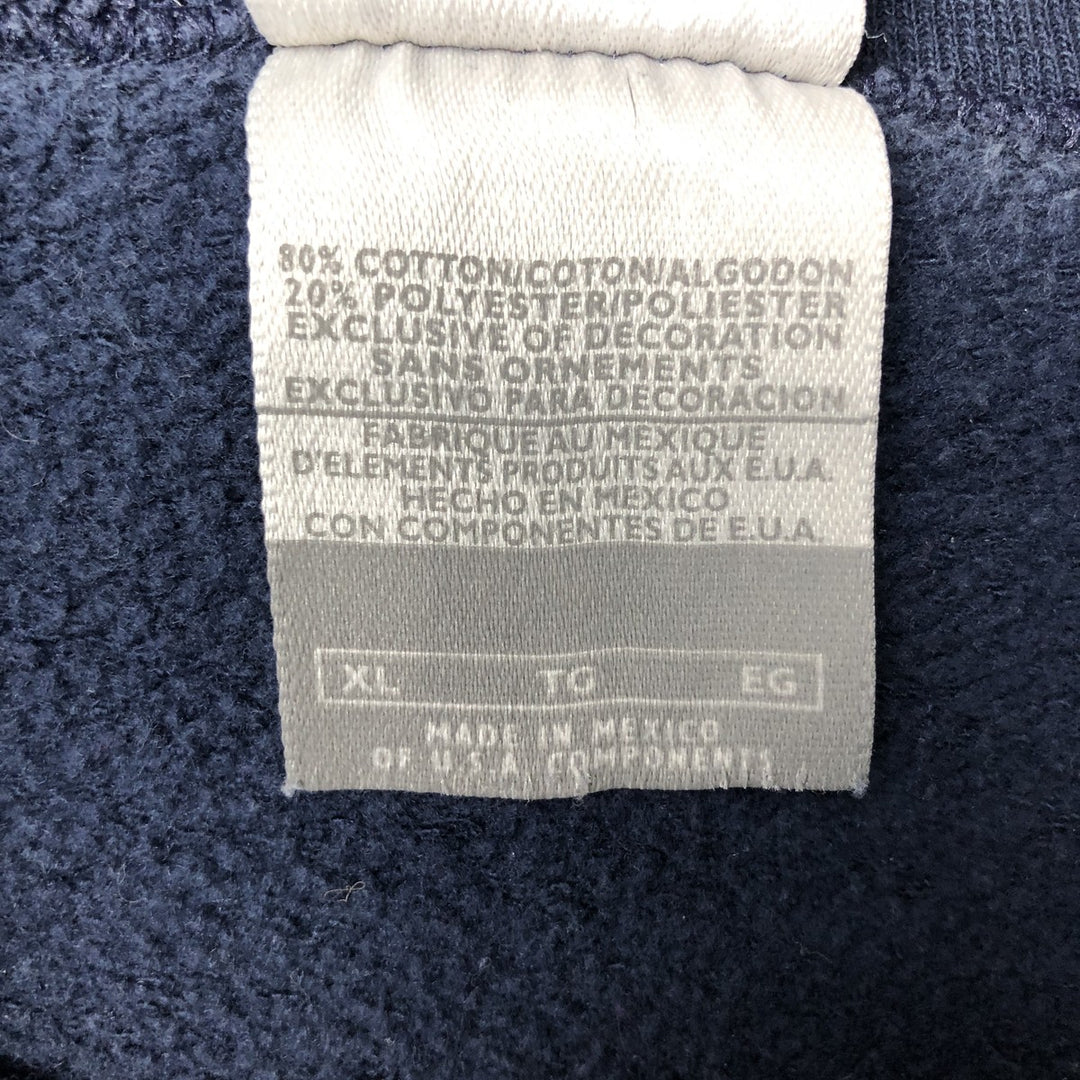 80% COTTON/COTON/ALGODON
20% POLYESTER/POLIESTER
EXCLUSIVE OF DECORATION
SANS ORNEMENTS
EXCLUSIVO PARA DECORACION
FABRIQUE AU MEXIQUE
D'ELEMENTS PRODUITS AUX E.U.A.
HECHO EN MEXICO
CON COMPONENTES DE E.U.A.
XL TG EG
MADE IN MEXICO
OF U.S.A. COMPONENTS